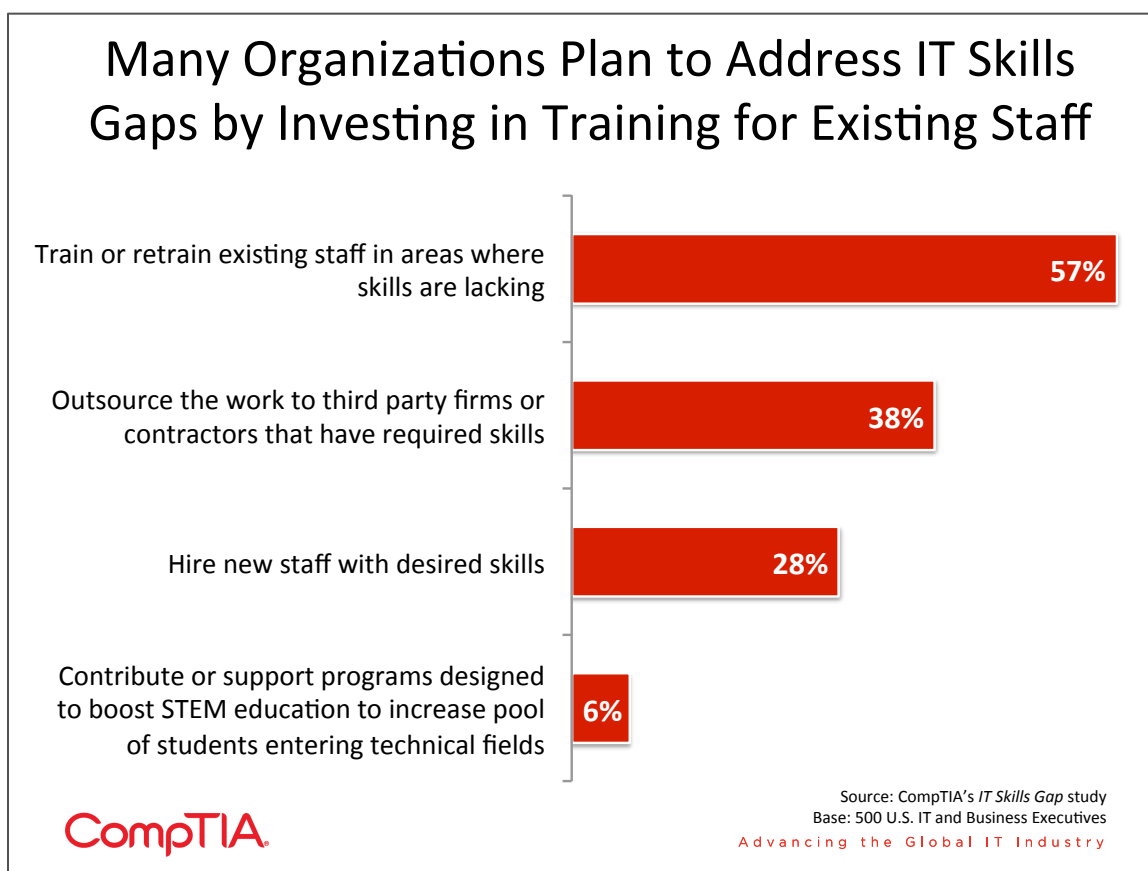 Many Organizations Plan to Address IT Skills
Gaps by Investing in Training for Existing Staff
Train or retrain existing staff in areas where
skills are lacking
57%
Outsource the work to third party firms or
contractors that have required skills
38%
Hire new staff with desired skills
28%
Contribute or support programs designed
to boost STEM education to increase pool
of students entering technical fields
6%
Source: CompTIA's IT Skills Gap study
Base: 500 U.S. IT and Business Executives
CompTIA®
Advancing the Global IT Industry